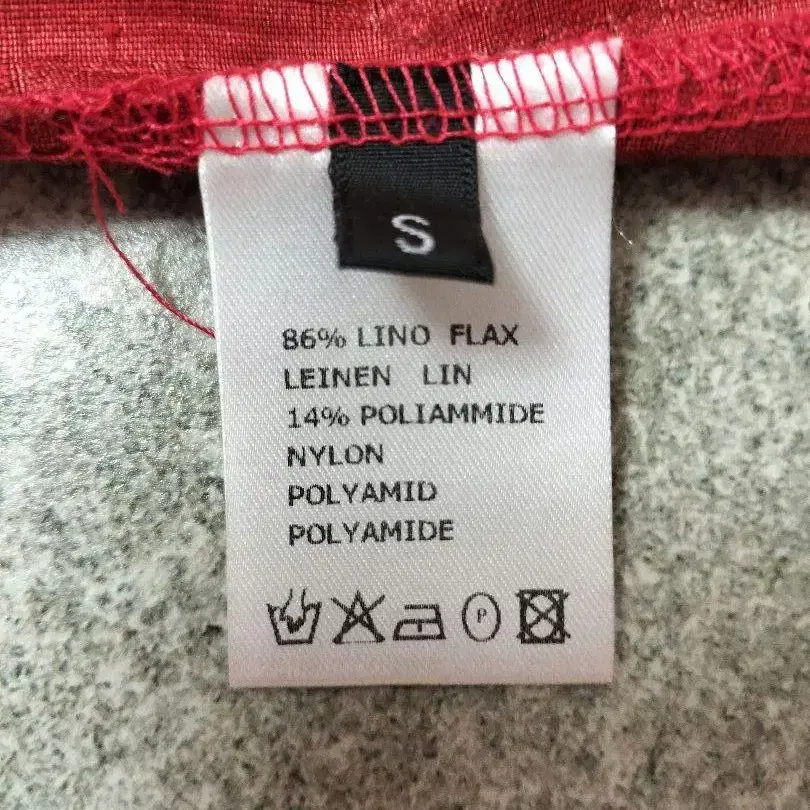 S
86% LINO FLAX
LEINEN LIN
14% POLIAMMIDE
NYLON
POLYAMID
POLYAMIDE
P